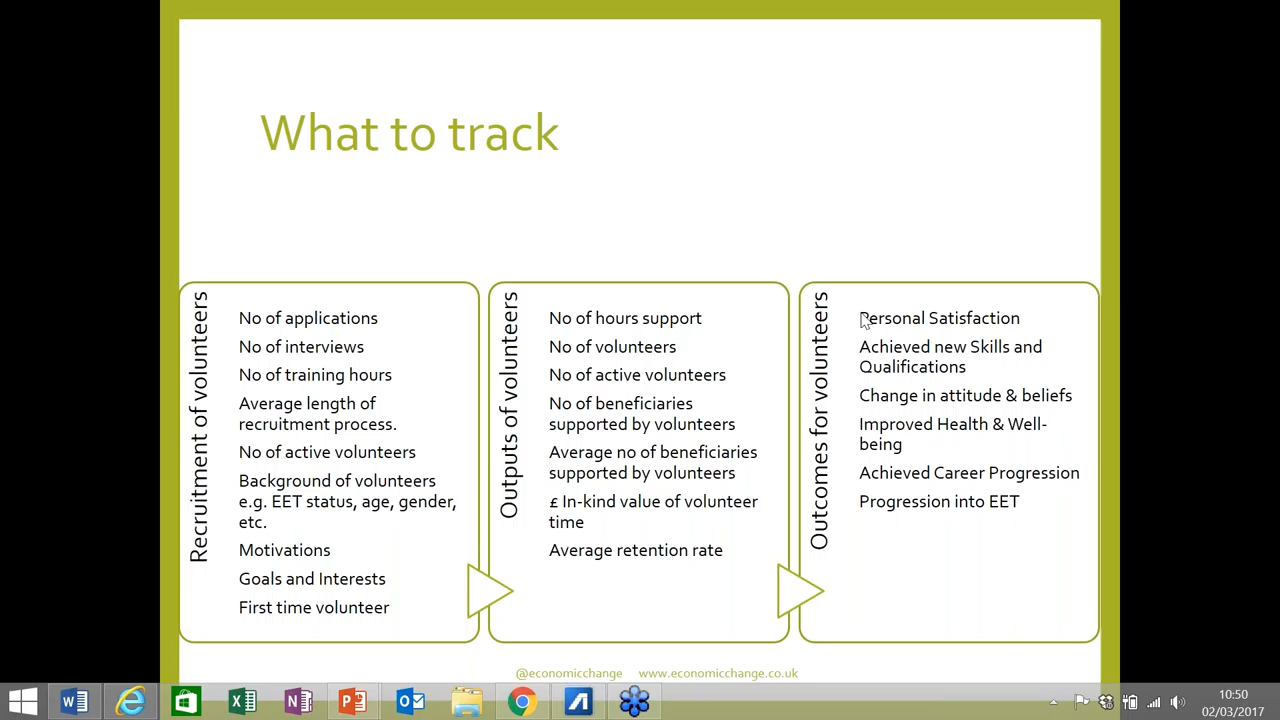 What to track
Recruitment of volunteers
No of applications
No of interviews
No of training hours
Average length of
recruitment process.
No of active volunteers
Background of volunteers
e.g. EET status, age, gender,
etc.
Motivations
Goals and Interests
First time volunteer
Outputs of volunteers
No of hours support
No of volunteers
No of active volunteers
No of beneficiaries
supported by volunteers
Average no of beneficiaries
supported by volunteers
£ In-kind value of volunteer
time
Average retention rate
Outcomes for volunteers
Personal Satisfaction
Achieved new Skills and
Qualifications
Change in attitude & beliefs
Improved Health & Well-
being
Achieved Career Progression
Progression into EET
@economicchange www.economicchange.co.uk
10:50
02/03/2017